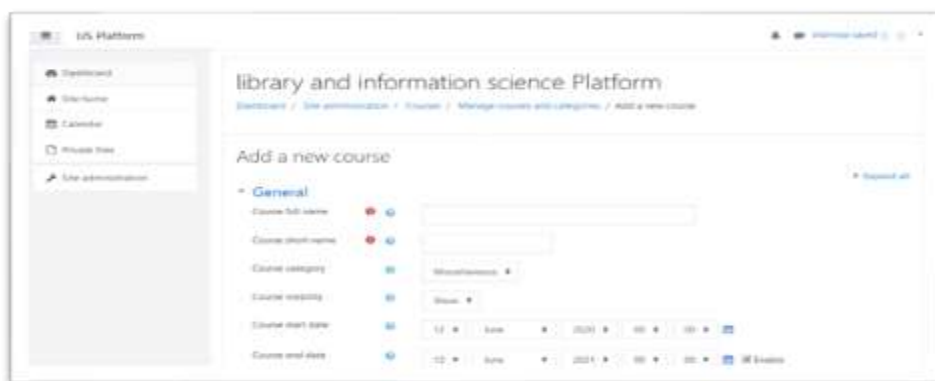 LIS Platform
Dashboard
Site home
Calendar
Private files
Site administration
library and information science Platform
Dashboard / Site administration / Courses / Manage courses and categories / Add a new course
Add a new course
Expand all
General
Course full name
Course short name
Course category
Miscellaneous
Course visibility
Show
Course start date
12 June 2020 00 00
Course end date
12 June 2021 00 00 Enable